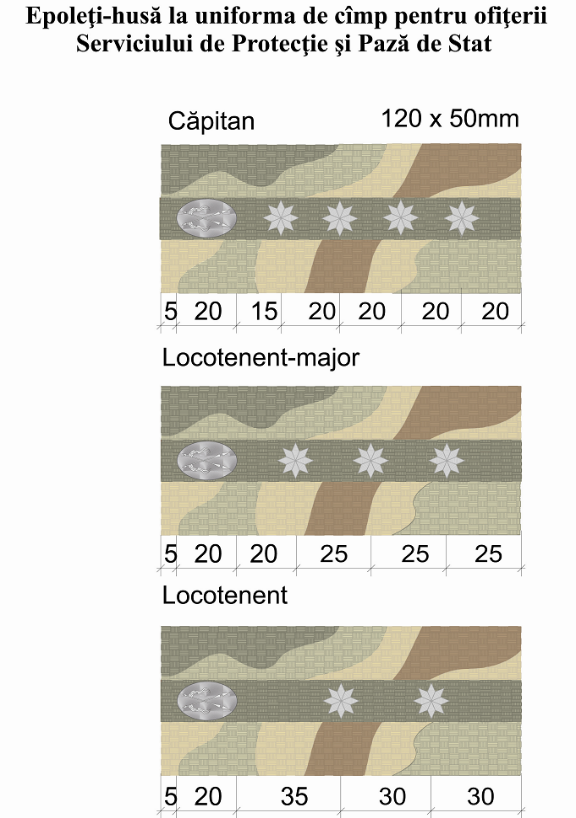 Epoleţi-husă la uniforma de cîmp pentru ofiţerii
Serviciului de Protecţie şi Pază de Stat
Căpitan 120 x 50mm
5 20 15 20 20 20 20
Locotenent-major
5 20 20 25 25 25
Locotenent
5 20 35 30 30